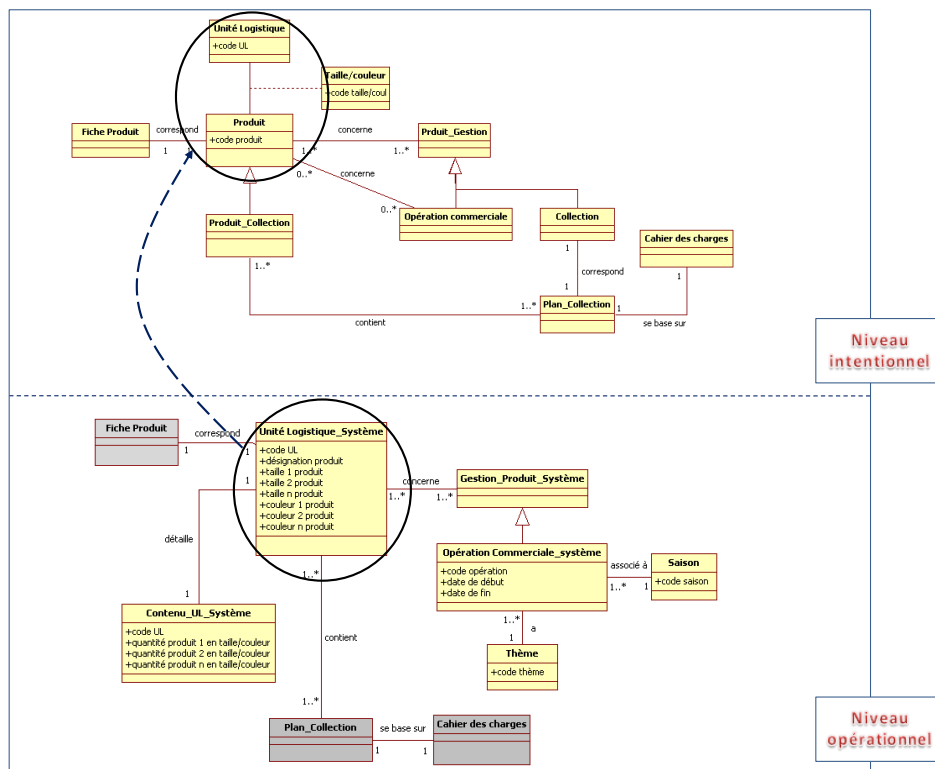 Unité Logistique
+code UL
Taille/couleur
+code taille/coul
Produit
+code produit
Fiche Produit
correspond
1
1
concerne
1..*
1..*
Prduit_Gestion
0..*
concerne
0..*
Opération commerciale
Collection
Produit_Collection
1..*
Cahier des charges
1
1
correspond
1
1
1..*
Plan_Collection
contient
se base sur
Niveau
intentionnel
Fiche Produit
correspond
1
1
Unité Logistique_Système
+code UL
+désignation produit
+taille 1 produit
+taille 2 produit
+taille n produit
+couleur 1 produit
+couleur 2 produit
+couleur n produit
1
concerne
1..*
1..*
Gestion_Produit_Système
détaille
1
Opération Commerciale_système
+code opération
+date de début
+date de fin
associé à
1..*
1
Saison
+code saison
1..*
a
1
Thème
+code thème
Contenu_UL_Système
+code UL
+quantité produit 1 en taille/couleur
+quantité produit 2 en taille/couleur
+quantité produit n en taille/couleur
1..*
contient
1..*
Plan_Collection
se base sur
1
1
Cahier des charges
Niveau
opérationnel